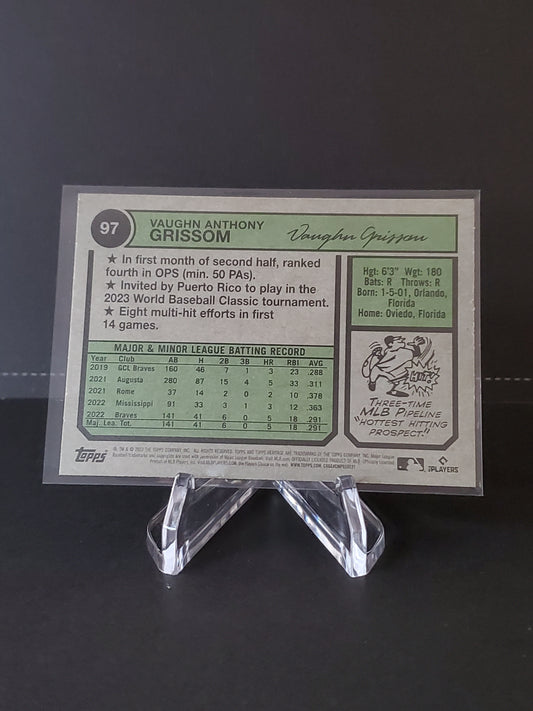 97
VAUGHN ANTHONY
GRISSOM
Vaughn Grissom
★ In first month of second half, ranked
fourth in OPS (min. 50 PAs).
★ Invited by Puerto Rico to play in the
2023 World Baseball Classic tournament.
★ Eight multi-hit efforts in first
14 games.
Hgt: 6'3" Wgt: 180
Bats: R Throws: R
Born: 1-5-01, Orlando,
Florida
Home: Oviedo, Florida
MAJOR & MINOR LEAGUE BATTING RECORD
Year Club AB H 2B 3B HR RBI AVG
2019 GCL Braves 160 46 7 1 3 23 .288
2021 Augusta 280 87 15 4 5 33 .311
2021 Rome 37 14 2 0 2 10 .378
2022 Mississippi 91 33 3 1 3 12 .363
2022 Braves 141 41 6 0 5 18 .291
Maj. Lea. Tot. 141 41 6 0 5 18 .291
HIT!
THREE-TIME
MLB PIPELINE
"HOTTEST HITTING
PROSPECT."
topps
MLB PLAYERS